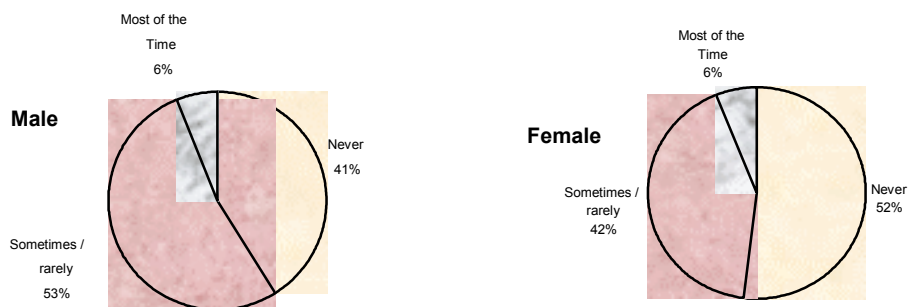 Most of the
Time
6%
Male
Never
41%
Sometimes /
rarely
53%
Most of the
Time
6%
Female
Never
52%
Sometimes /
rarely
42%